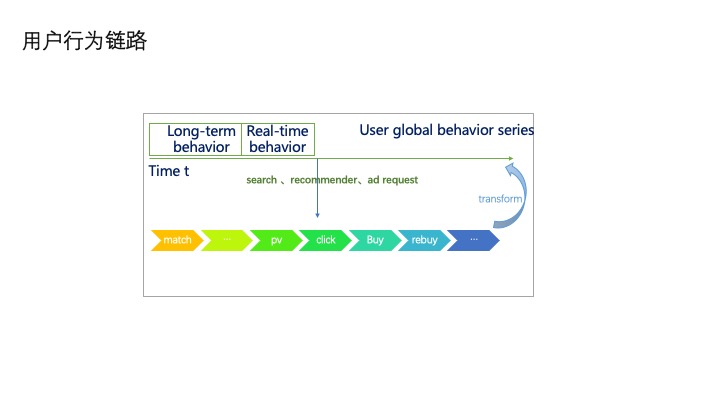 用户行为链路
Long-term behavior
Real-time behavior
User global behavior series
Time t
search 、recommender、ad request
transform
match
...
pv
click
Buy
rebuy
...